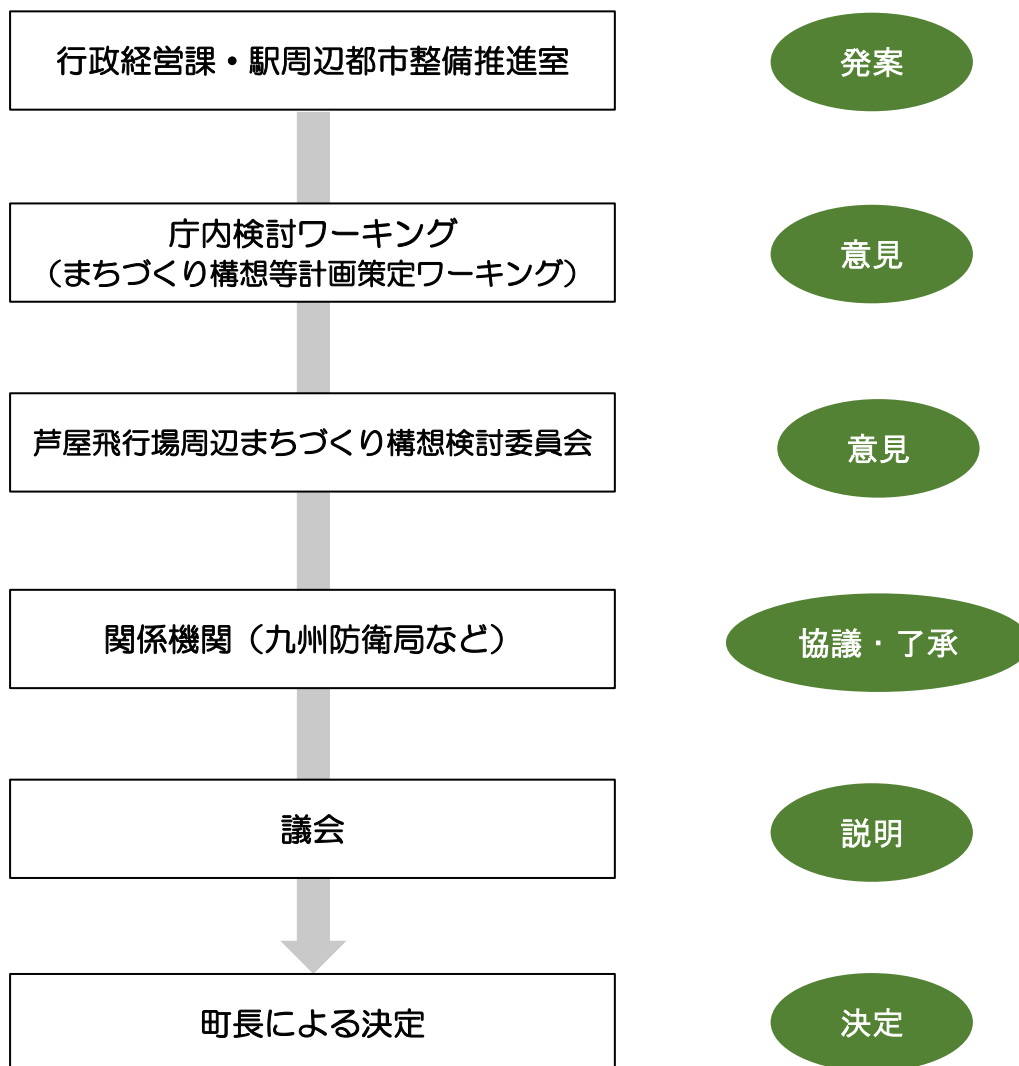 行政経営課・駅周辺都市整備推進室
発案
庁内検討ワーキング
（まちづくり構想等計画策定ワーキング）
意見
芦屋飛行場周辺まちづくり構想検討委員会
意見
関係機関（九州防衛局など）
協議・了承
議会
説明
町長による決定
決定